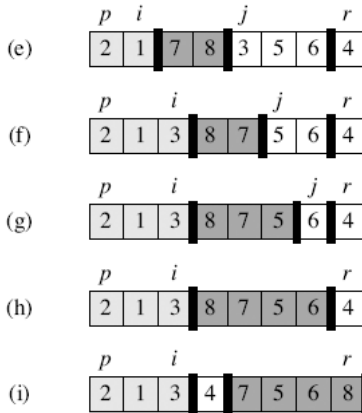 p i j r
(e) 2 1 7 8 3 5 6 4
p i j r
(f) 2 1 3 8 7 5 6 4
p i j r
(g) 2 1 3 8 7 5 6 4
p i r
(h) 2 1 3 8 7 5 6 4
p i r
(i) 2 1 3 4 7 5 6 8